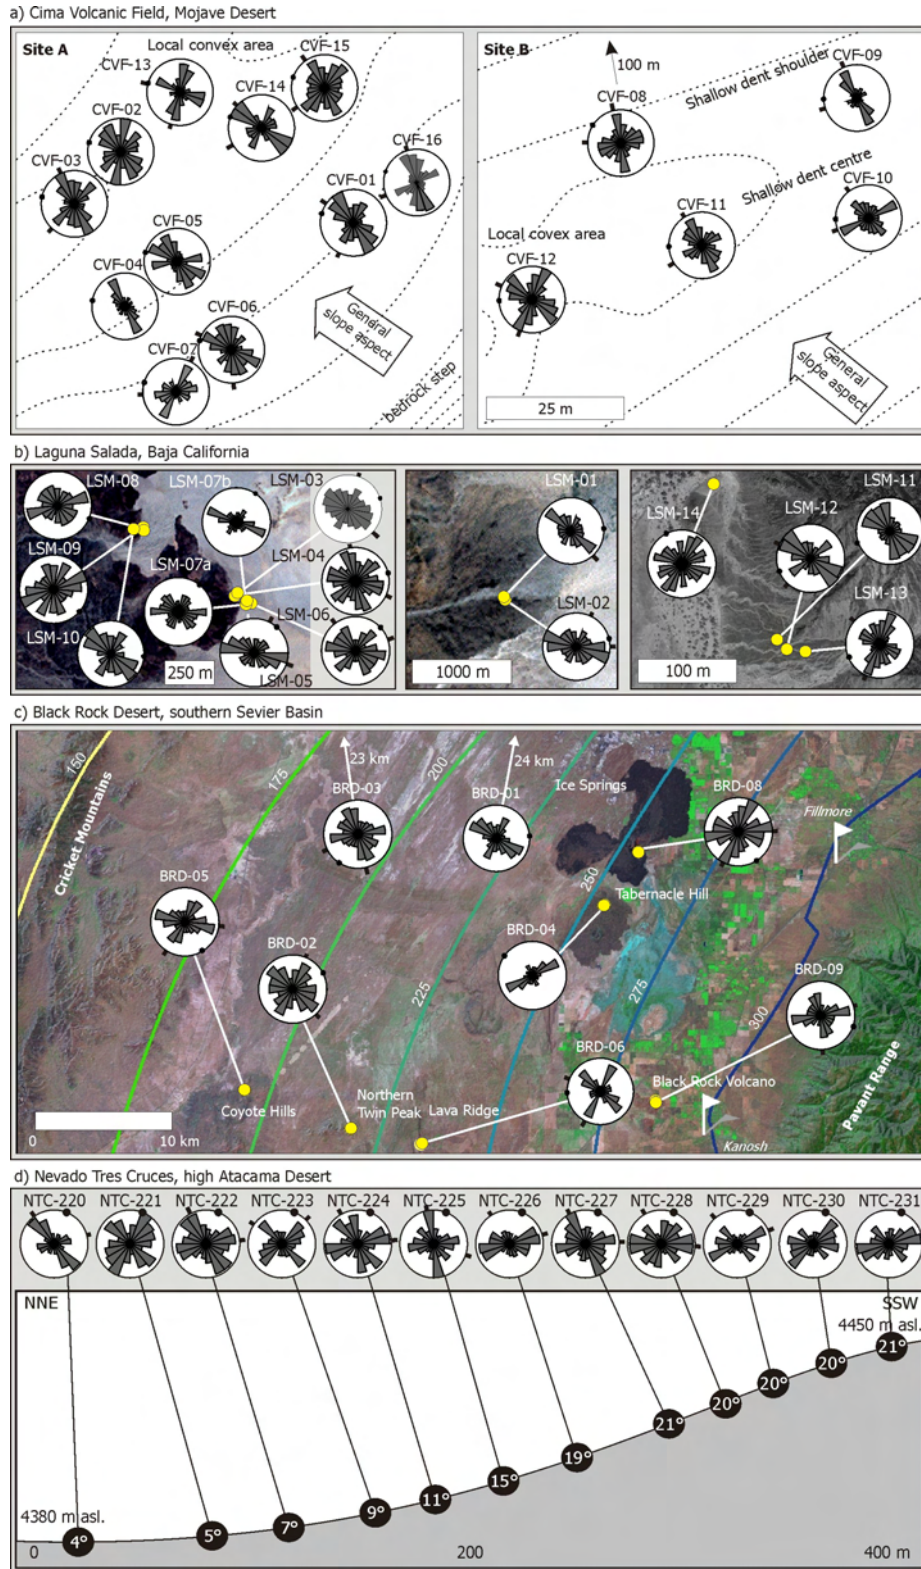 a) Cima Volcanic Field, Mojave Desert
Site A
Local convex area
CVF-15
CVF-13
CVF-14
CVF-02
CVF-16
CVF-03
CVF-01
CVF-05
CVF-04
CVF-06
CVF-07
General
slope aspect
bedrock step
Site B
100 m
CVF-09
CVF-08
Shallow dent shoulder
Shallow dent centre
CVF-10
CVF-11
Local covex area
CVF-12
General
slope aspect
25 m
b) Laguna Salada, Baja California
LSM-08
LSM-07b
LSM-03
LSM-09
LSM-07a
LSM-04
LSM-06
LSM-10
250 m
LSM-05
LSM-01
LSM-02
1000 m
LSM-11
LSM-12
LSM-14
LSM-13
100 m
c) Black Rock Desert, southern Sevier Basin
150
175
23 km
200
24 km
Ice Springs
BRD-03
BRD-01
BRD-08
Fillmore
Cricket Mountains
BRD-05
250
Tabernacle Hill
BRD-02
BRD-04
225
275
BRD-09
300
BRD-06
Black Rock Volcano
Pavant Range
Northern
Twin Peak
Coyote Hills
Lava Ridge
0
10 km
Kanosh
d) Nevado Tres Cruces, high Atacama Desert
NTC-220 NTC-221 NTC-222 NTC-223 NTC-224 NTC-225 NTC-226 NTC-227 NTC-228 NTC-229 NTC-230 NTC-231
NNE
SSW
4450 m asl.
21°
20°
20°
20°
21°
19°
15°
11°
9°
7°
5°
4380 m asl.
4°
0
200
400 m